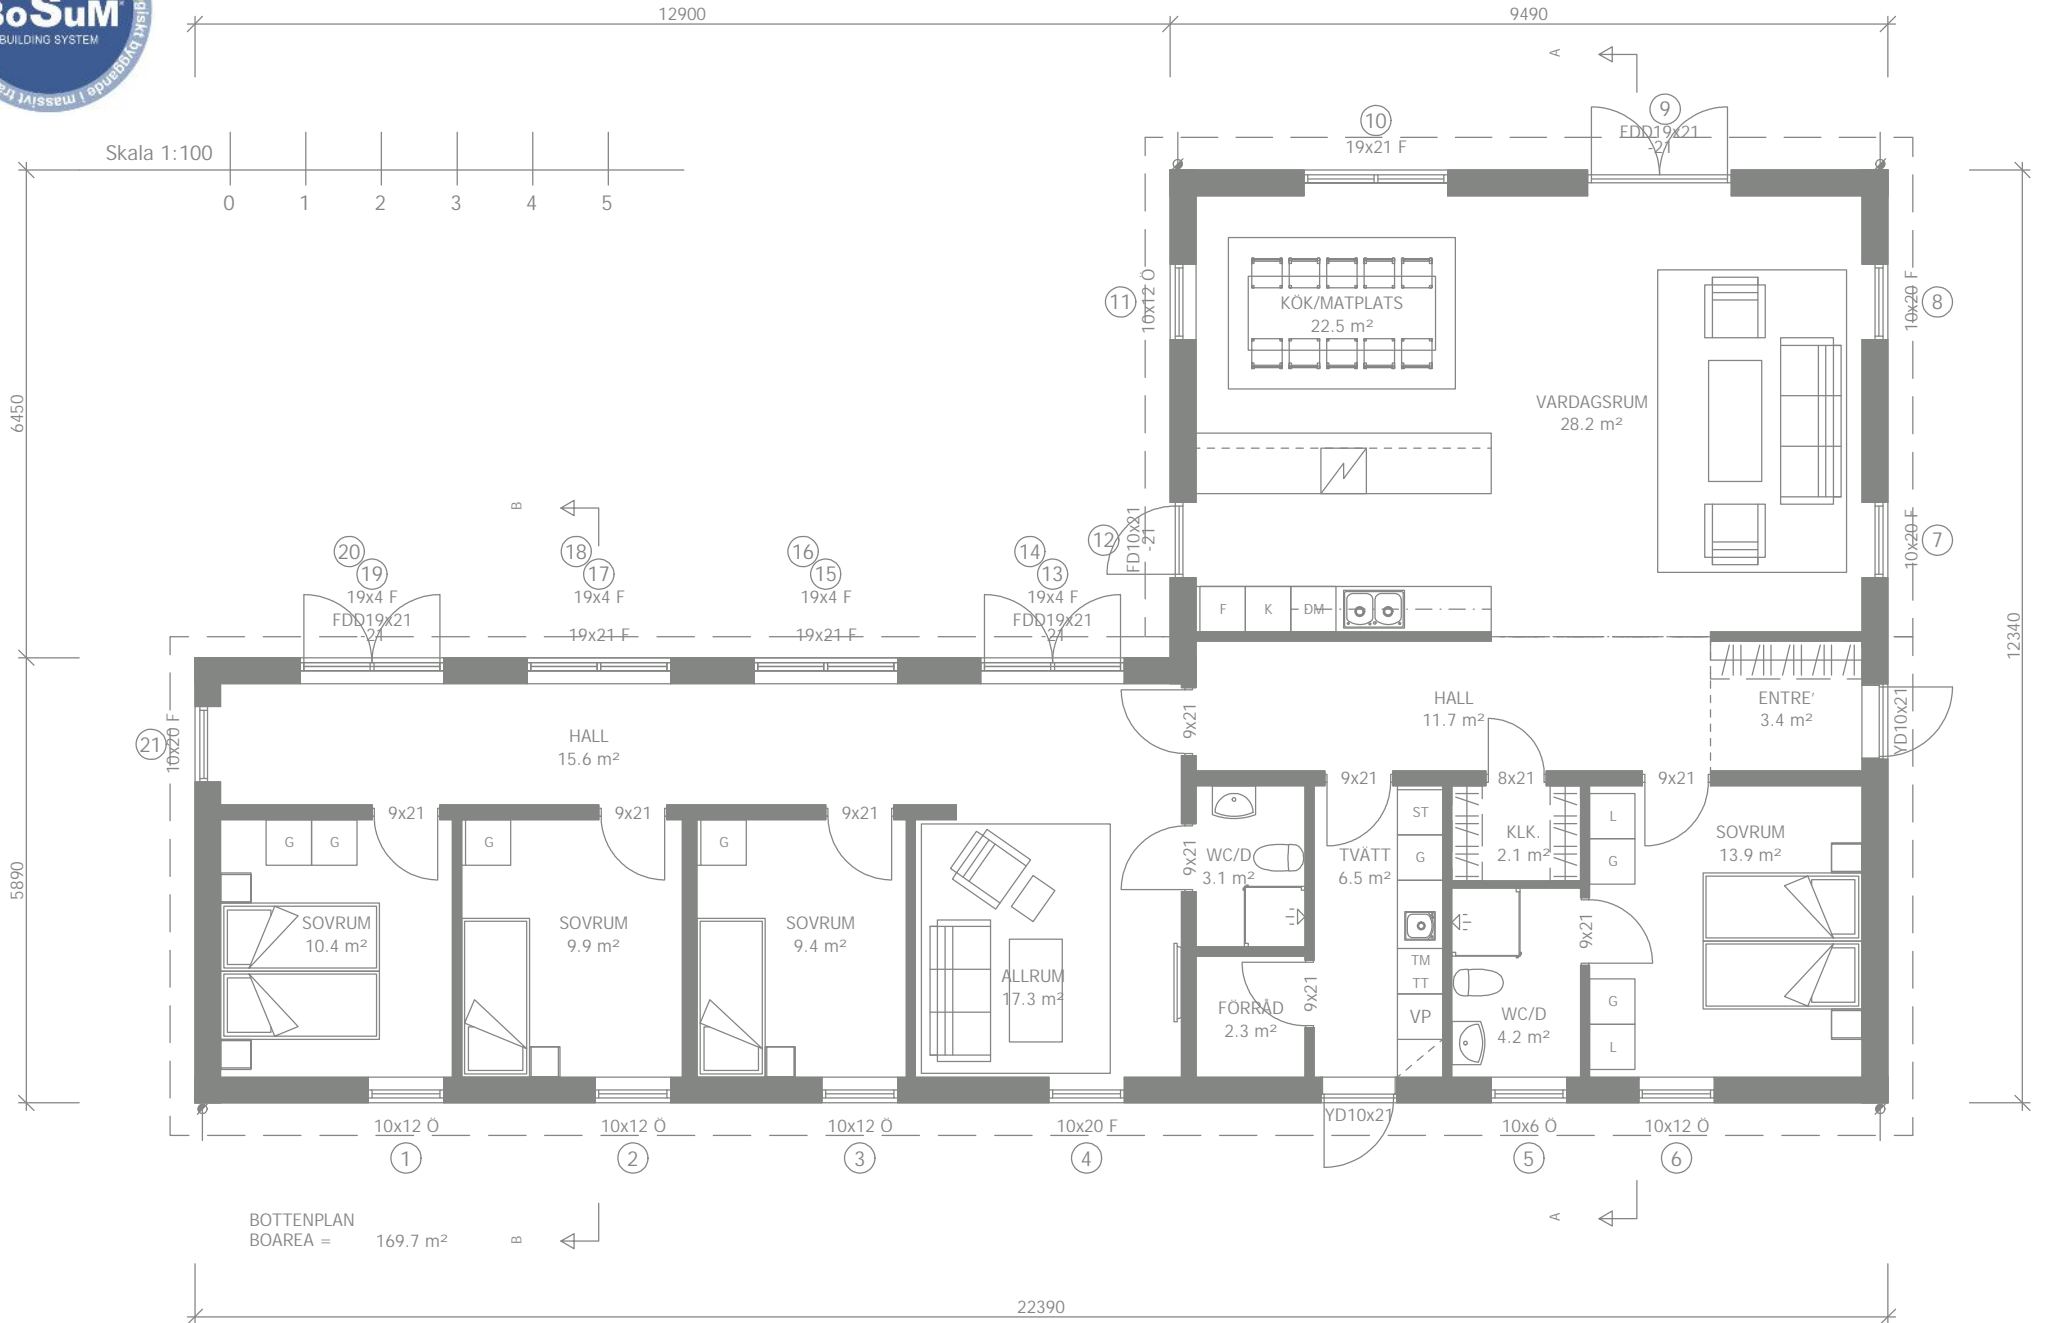 BoSuM
BUILDING SYSTEM
byggande i massivt
12900
9490
A
Skala 1:100
0 1 2 3 4 5
10
19x21 F
9
FDD19x21
-21
11
10x12 Ö
KÖK/MATPLATS
22.5 m²
10x20 F
8
VARDAGSRUM
28.2 m²
6450
B
12
FD10x21
-21
10x20 F
7
20
19
19x4 F
FDD19x21
-21
18
17
19x4 F
19x21 F
16
15
19x4 F
19x21 F
14
13
19x4 F
FDD19x21
-21
F K DM
12340
21
10x20 F
HALL
15.6 m²
9x21
HALL
11.7 m²
ENTRE'
3.4 m²
YD10x21
9x21
8x21
9x21
9x21
9x21
9x21
5890
G G
G
G
9x21
WC/D
3.1 m²
TVÄTT
6.5 m²
ST
G
KLK.
2.1 m²
L
G
SOVRUM
13.9 m²
SOVRUM
10.4 m²
SOVRUM
9.9 m²
SOVRUM
9.4 m²
ALLRUM
17.3 m²
9x21
TM
TT
VP
FÖRRÅD
2.3 m²
9x21
WC/D
4.2 m²
G
L
10x12 Ö
1
10x12 Ö
2
10x12 Ö
3
10x20 F
4
YD10x21
10x6 Ö
5
10x12 Ö
6
BOTTENPLAN
BOAREA = 169.7 m²
B
A
22390